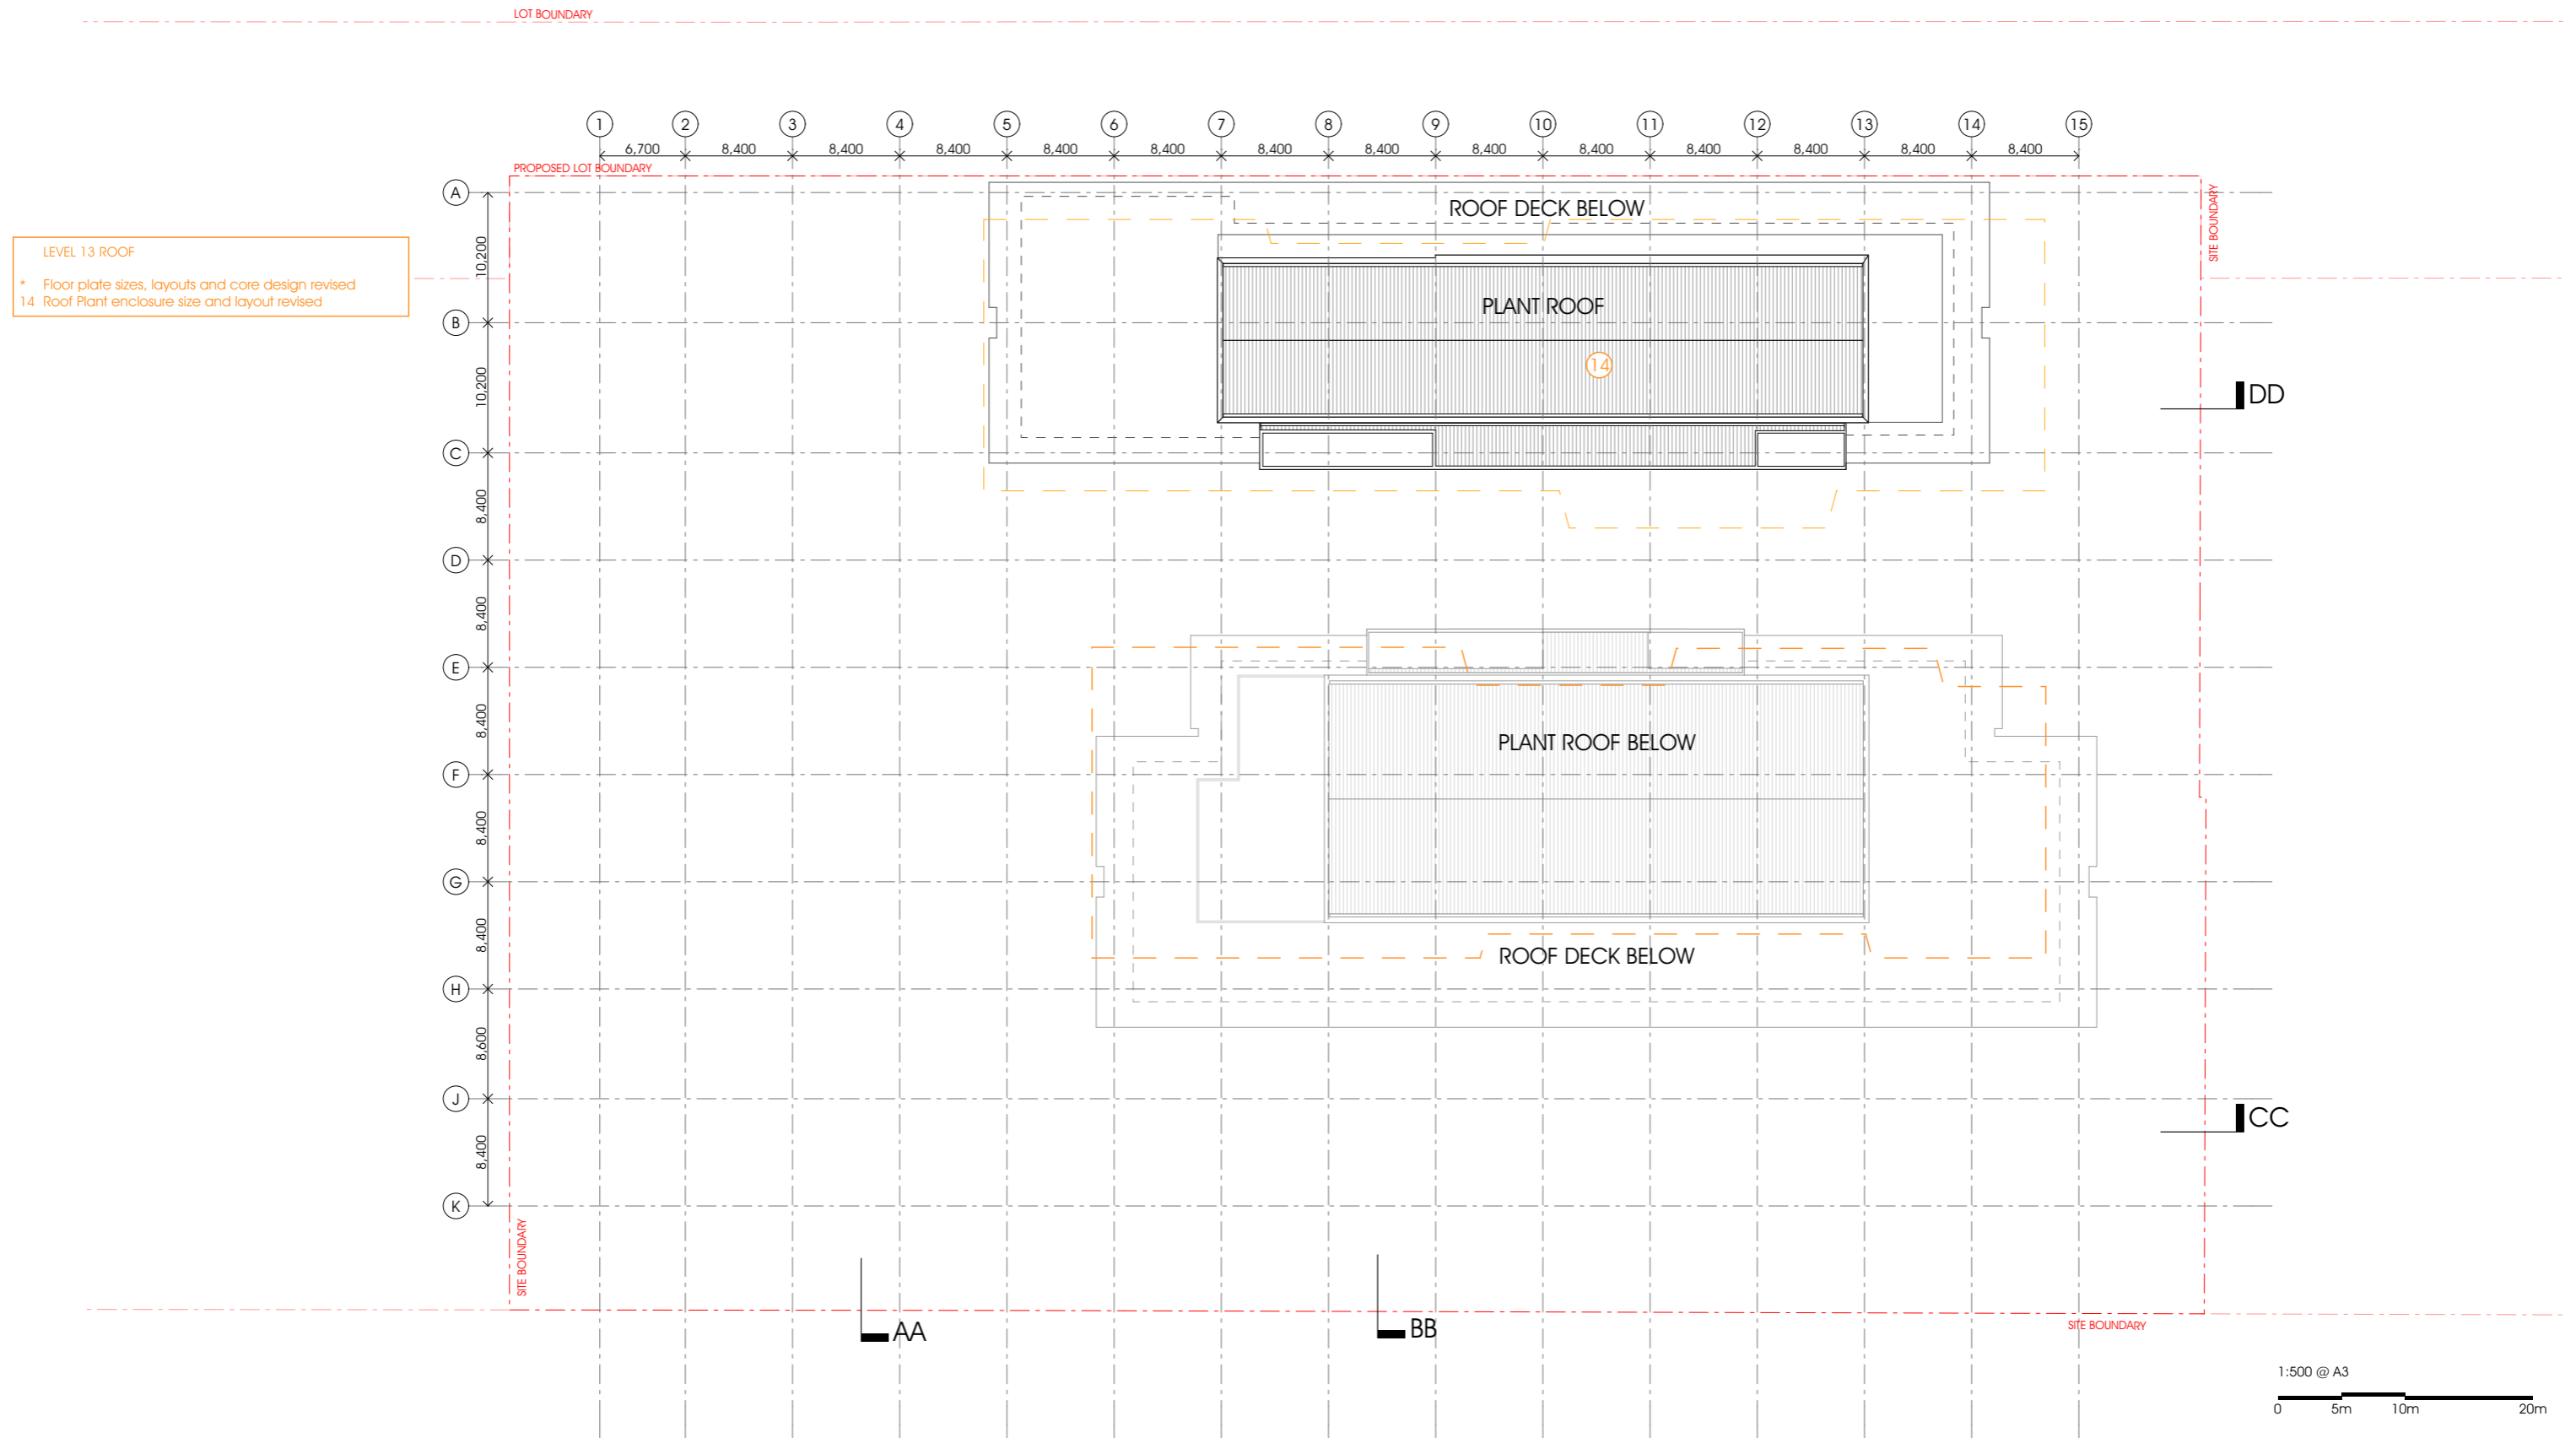 LOT BOUNDARY
1 2 3 4 5 6 7 8 9 10 11 12 13 14 15
6,700 8,400 8,400 8,400 8,400 8,400 8,400 8,400 8,400 8,400 8,400 8,400 8,400 8,400
PROPOSED LOT BOUNDARY
SITE BOUNDARY
A
ROOF DECK BELOW
10,200
LEVEL 13 ROOF
* Floor plate sizes, layouts and core design revised
14 Roof Plant enclosure size and layout revised
PLANT ROOF
B
14
10,200
DD
C
8,400
D
8,400
E
8,400
PLANT ROOF BELOW
F
8,400
G
8,400
ROOF DECK BELOW
H
8,600
J
CC
8,400
K
SITE BOUNDARY
AA
BB
SITE BOUNDARY
1:500 @ A3
0 5m 10m 20m